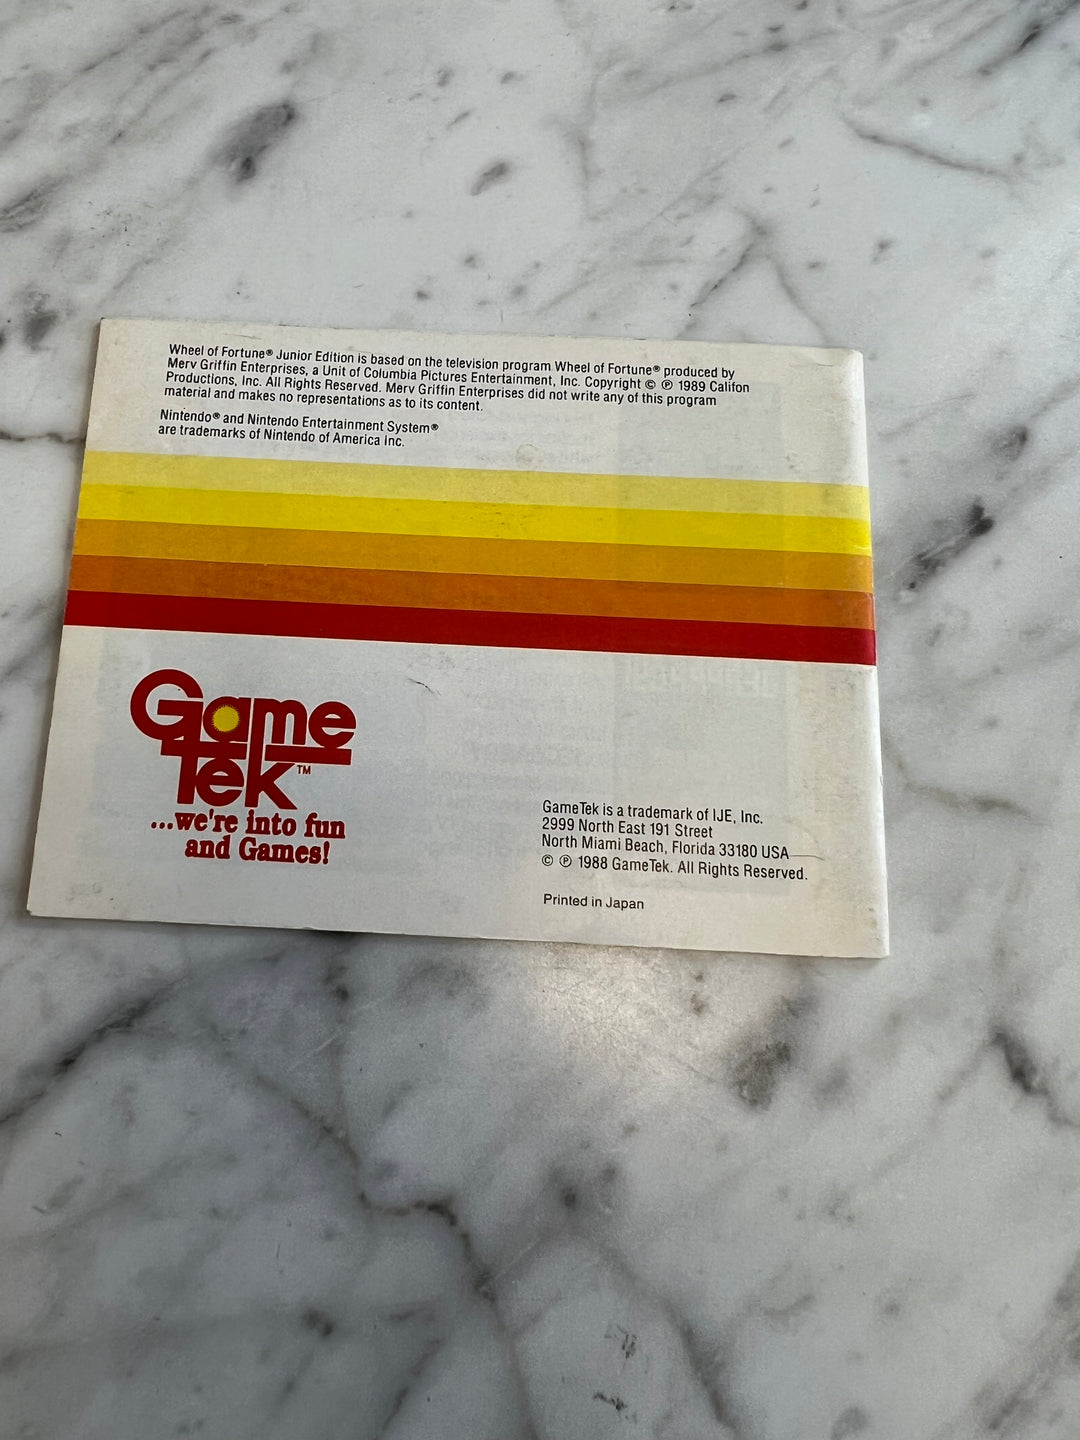 Wheel of Fortune® Junior Edition is based on the television program Wheel of Fortune® produced by
Merv Griffin Enterprises, a Unit of Columbia Pictures Entertainment, Inc. Copyright © ℗ 1989 Califon
Productions, Inc. All Rights Reserved. Merv Griffin Enterprises did not write any of this program
material and makes no representations as to its content.
Nintendo® and Nintendo Entertainment System®
are trademarks of Nintendo of America Inc.
Game
Tek™
...we're into fun
and Games!
GameTek is a trademark of IJE, Inc.
2999 North East 191 Street
North Miami Beach, Florida 33180 USA
© ℗ 1988 GameTek. All Rights Reserved.
Printed in Japan